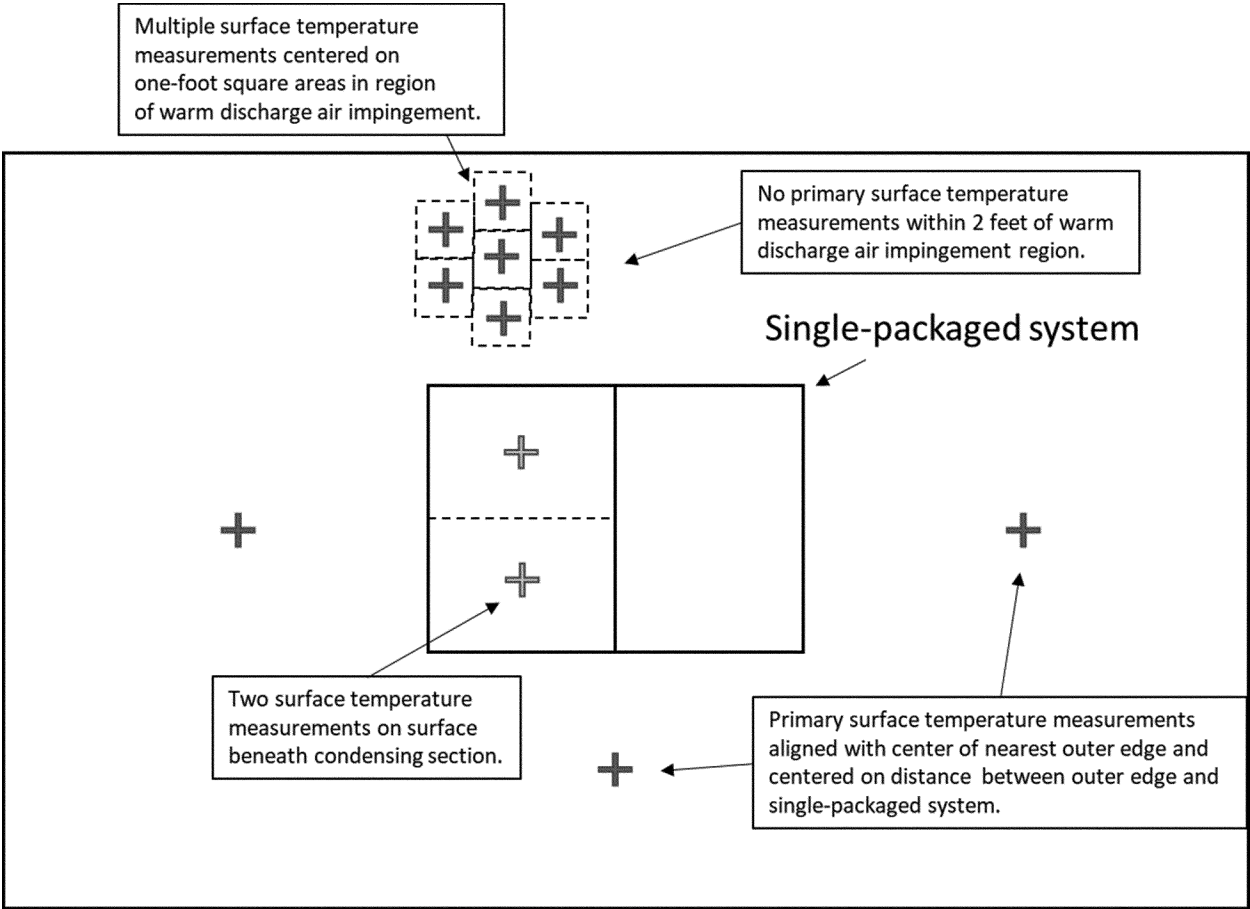 Multiple surface temperature
measurements centered on
one-foot square areas in region
of warm discharge air impingement.
No primary surface temperature
measurements within 2 feet of warm
discharge air impingement region.
Single-packaged system
Two surface temperature
measurements on surface
beneath condensing section.
Primary surface temperature measurements
aligned with center of nearest outer edge and
centered on distance between outer edge and
single-packaged system.